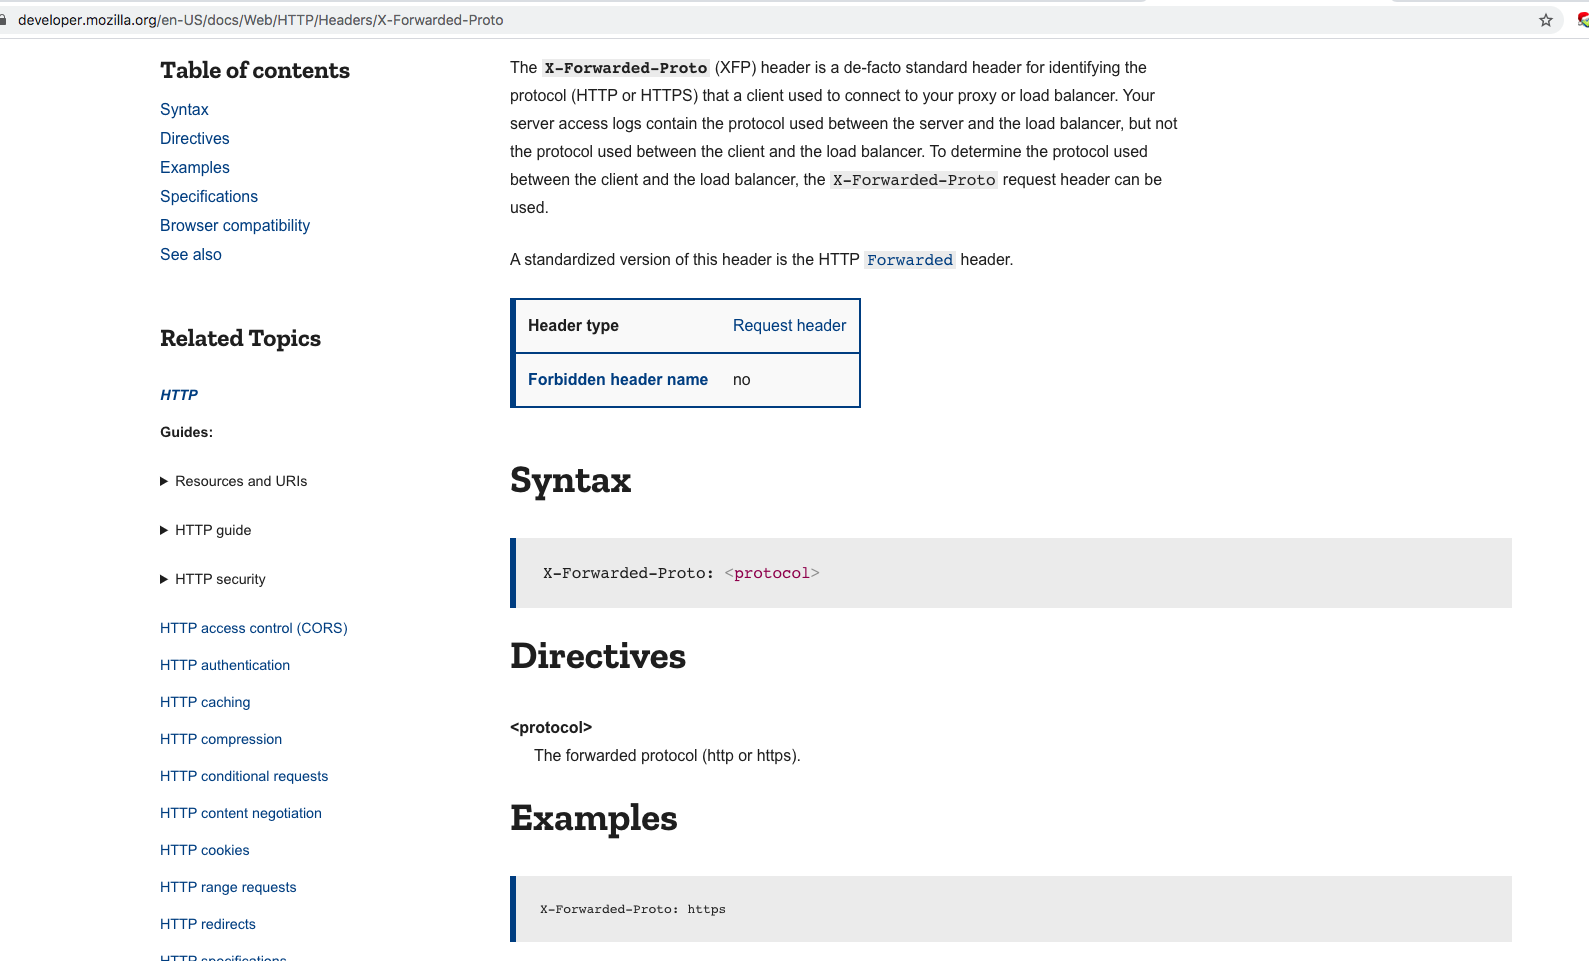 developer.mozilla.org/en-US/docs/Web/HTTP/Headers/X-Forwarded-Proto
Table of contents
Syntax
Directives
Examples
Specifications
Browser compatibility
See also
Related Topics
HTTP
Guides:
Resources and URIs
HTTP guide
HTTP security
HTTP access control (CORS)
HTTP authentication
HTTP caching
HTTP compression
HTTP conditional requests
HTTP content negotiation
HTTP cookies
HTTP range requests
HTTP redirects
HTTP specifications
The X-Forwarded-Proto (XFP) header is a de-facto standard header for identifying the
protocol (HTTP or HTTPS) that a client used to connect to your proxy or load balancer. Your
server access logs contain the protocol used between the server and the load balancer, but not
the protocol used between the client and the load balancer. To determine the protocol used
between the client and the load balancer, the X-Forwarded-Proto request header can be
used.
A standardized version of this header is the HTTP Forwarded header.
Header type Request header
Forbidden header name no
Syntax
X-Forwarded-Proto: <protocol>
Directives
<protocol>
The forwarded protocol (http or https).
Examples
X-Forwarded-Proto: https